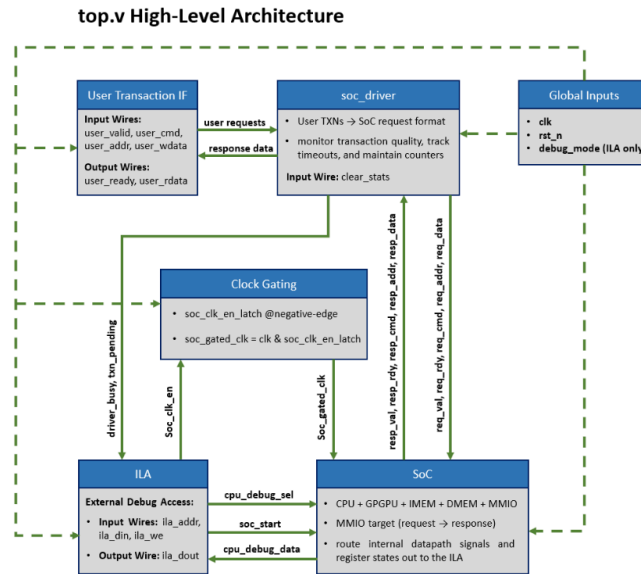 top.v High-Level Architecture
User Transaction IF
Input Wires:
user_valid, user_cmd,
user_addr, user_wdata
Output Wires:
user_ready, user_rdata
user requests
response data
soc_driver
• User TXNs → SoC request format
• monitor transaction quality, track
timeouts, and maintain counters
Input Wire: clear_stats
Global Inputs
• clk
• rst_n
• debug_mode (ILA only
Clock Gating
• soc_clk_en_latch @negative-edge
• soc_gated_clk = clk & soc_clk_en_latch
driver_busy, txn_pending
Soc_clk_en
Soc_gated_clk
resp_val, resp_rdy, resp_cmd, resp_addr, resp_data
req_val, req_rdy, req_cmd, req_addr, req_data
ILA
External Debug Access:
• Input Wires: ila_addr,
ila_din, ila_we
• Output Wire: ila_dout
cpu_debug_sel
soc_start
cpu_debug_data
SoC
• CPU + GPGPU + IMEM + DMEM + MMIO
• MMIO target (request → response)
• route internal datapath signals and
register states out to the ILA